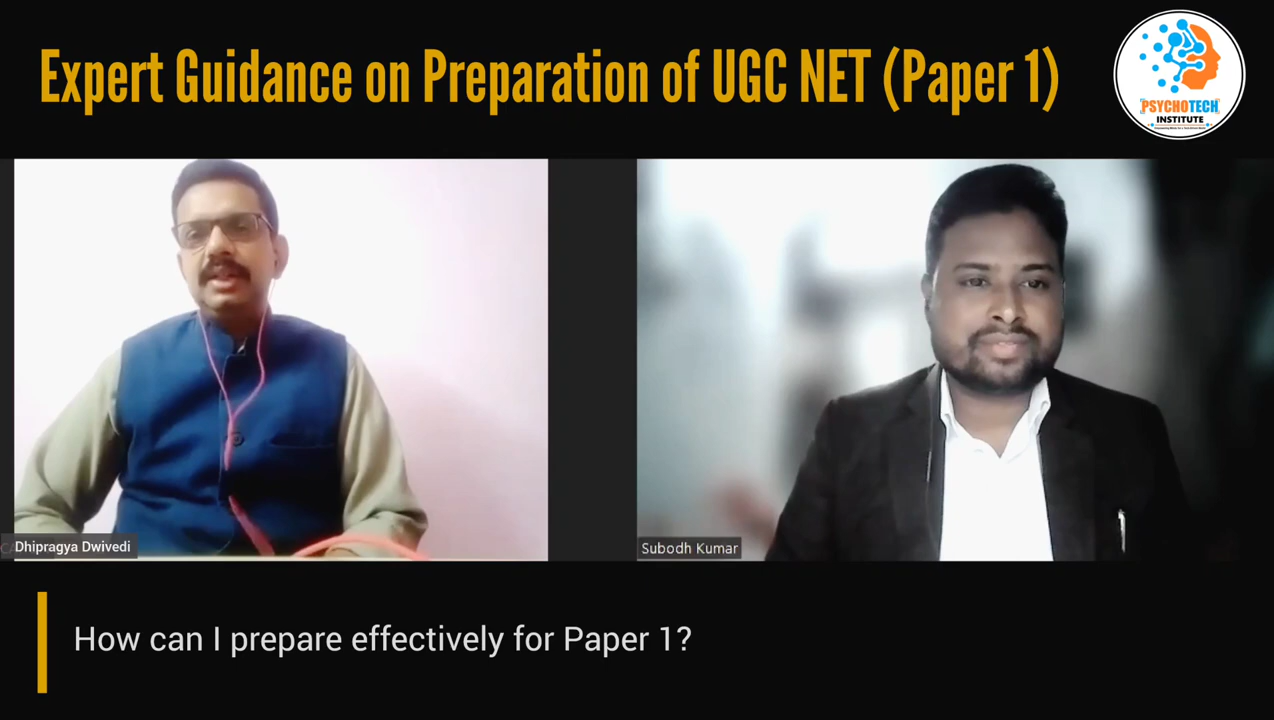 Expert Guidance on Preparation of UGC NET (Paper 1)
PSYCHOTECH
INSTITUTE
Dhipragya Dwivedi
Subodh Kumar
How can I prepare effectively for Paper 1?